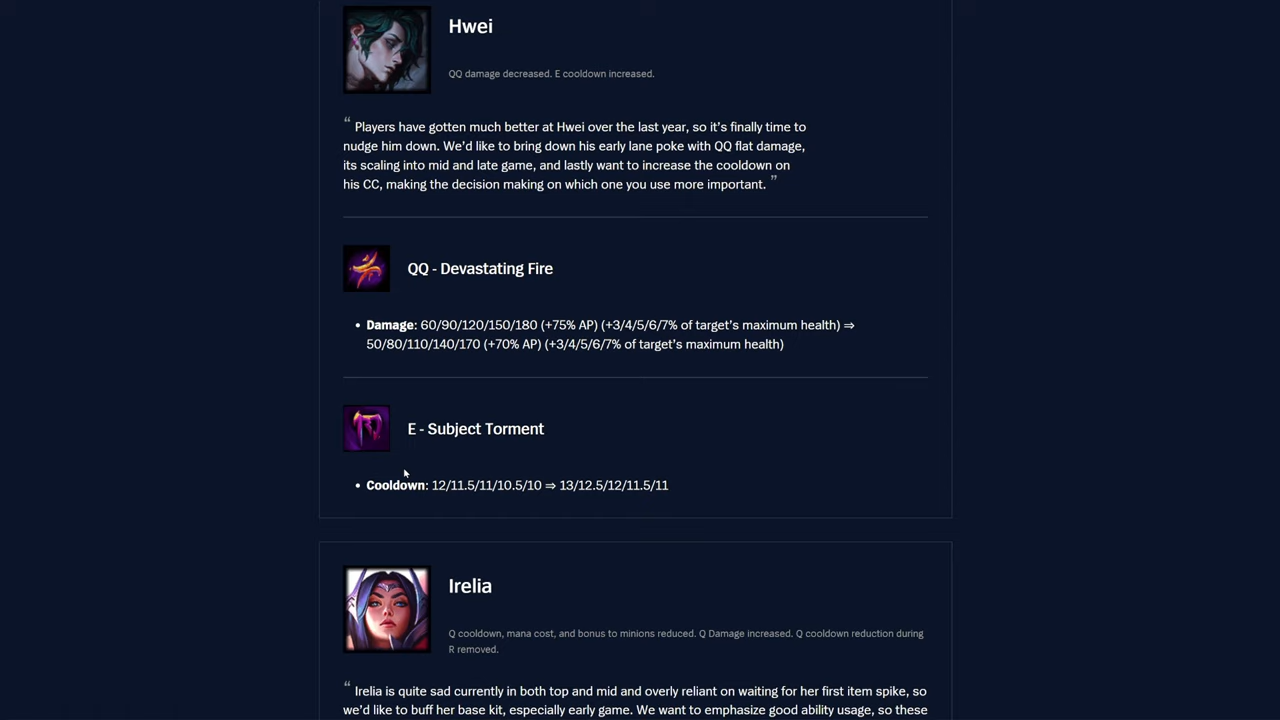 Hwei
QQ damage decreased. E cooldown increased.
“ Players have gotten much better at Hwei over the last year, so it’s finally time to
nudge him down. We’d like to bring down his early lane poke with QQ flat damage,
its scaling into mid and late game, and lastly want to increase the cooldown on
his CC, making the decision making on which one you use more important. ”
QQ - Devastating Fire
• Damage: 60/90/120/150/180 (+75% AP) (+3/4/5/6/7% of target’s maximum health) ⇒
50/80/110/140/170 (+70% AP) (+3/4/5/6/7% of target’s maximum health)
E - Subject Torment
• Cooldown: 12/11.5/11/10.5/10 ⇒ 13/12.5/12/11.5/11
Irelia
Q cooldown, mana cost, and bonus to minions reduced. Q Damage increased. Q cooldown reduction during
R removed.
“ Irelia is quite sad currently in both top and mid and overly reliant on waiting for her first item spike, so
we’d like to buff her base kit, especially early game. We want to emphasize good ability usage, so these